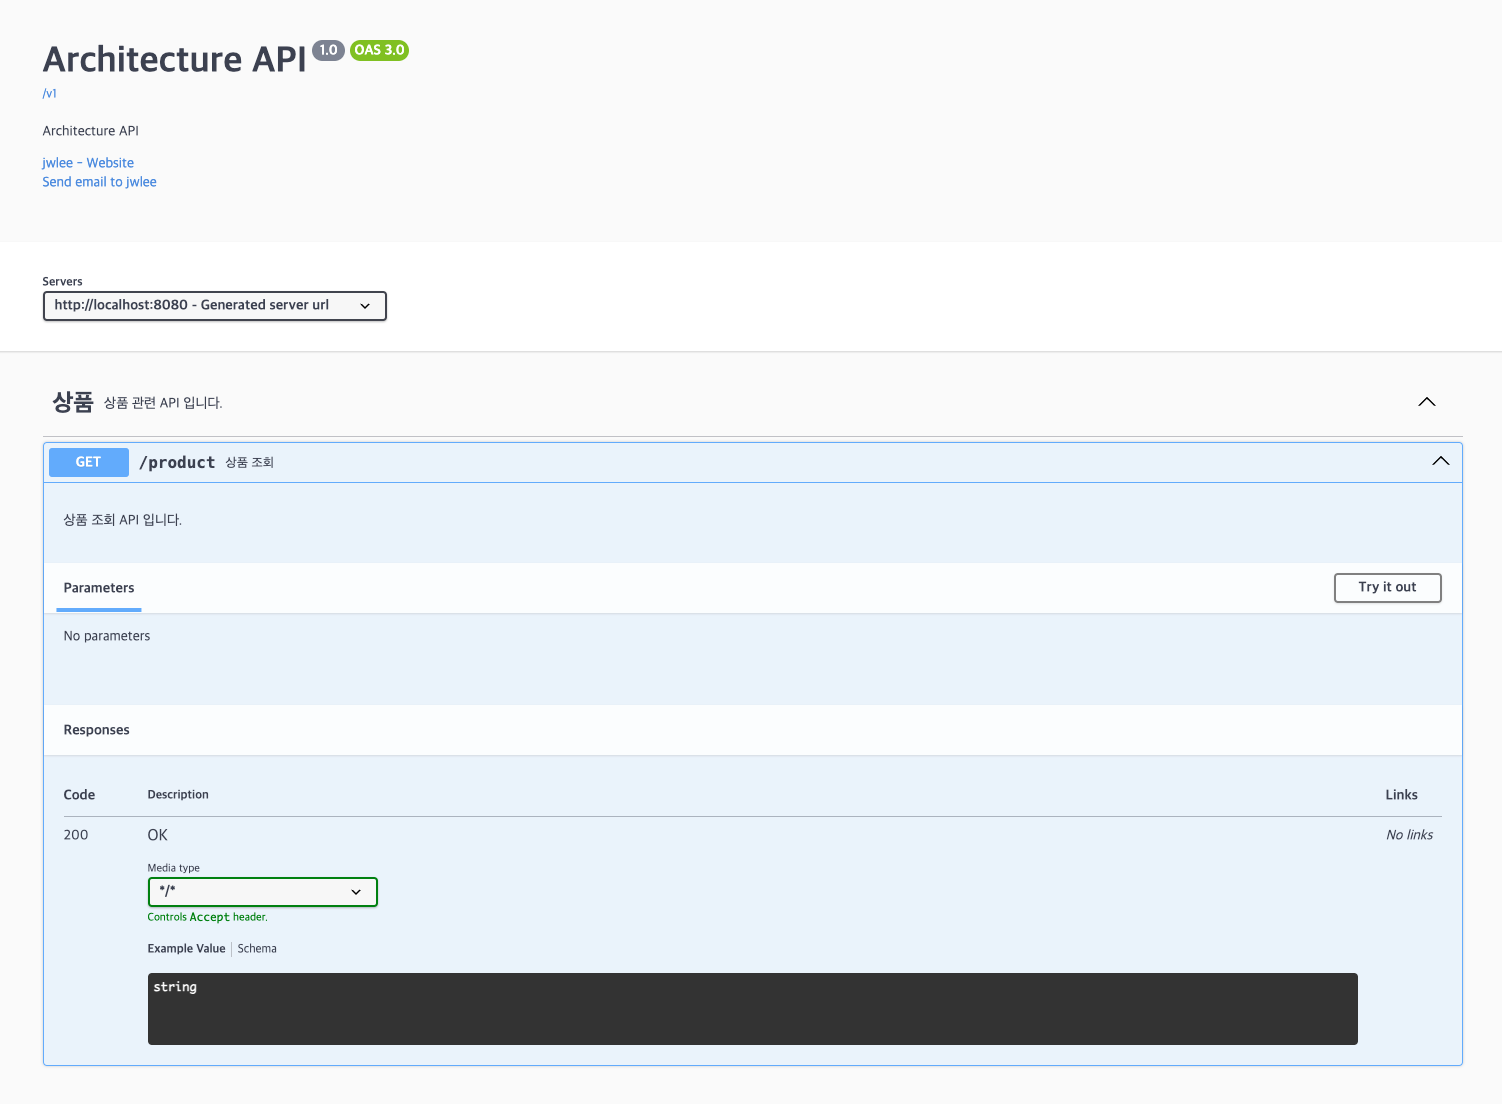 Architecture API 1.0 OAS 3.0
/v1
Architecture API
jwlee - Website
Send email to jwlee
Servers
http://localhost:8080 - Generated server url
상품 상품 관련 API 입니다.
GET /product 상품 조회
상품 조회 API 입니다.
Parameters Try it out
No parameters
Responses
Code Description Links
200 OK No links
Media type
*/*
Controls Accept header.
Example Value Schema
string